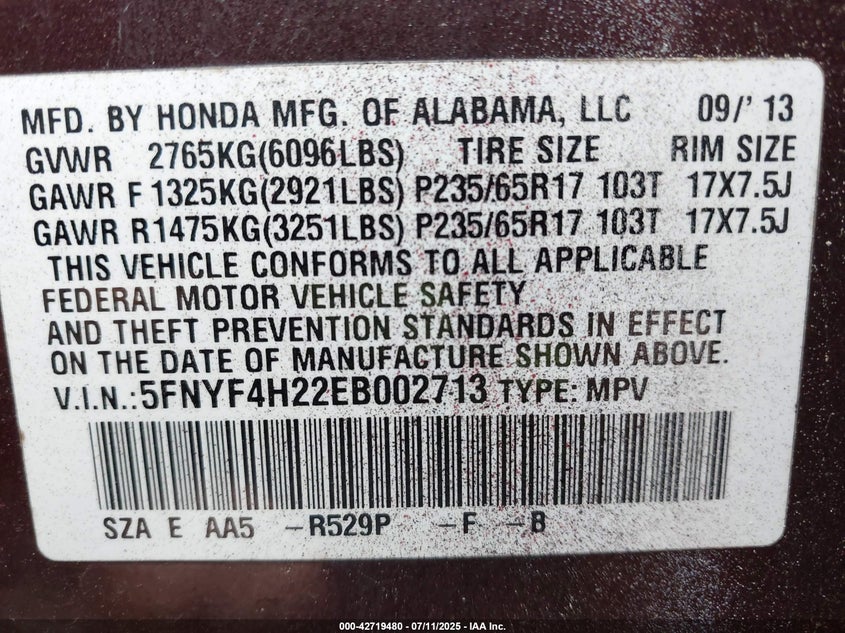 MFD. BY HONDA MFG. OF ALABAMA, LLC 09/' 13
GVWR 2765KG(6096LBS) TIRE SIZE RIM SIZE
GAWR F 1325KG(2921LBS) P235/65R17 103T 17X7.5J
GAWR R1475KG(3251LBS) P235/65R17 103T 17X7.5J
THIS VEHICLE CONFORMS TO ALL APPLICABLE
FEDERAL MOTOR VEHICLE SAFETY
AND THEFT PREVENTION STANDARDS IN EFFECT
ON THE DATE OF MANUFACTURE SHOWN ABOVE.
V.I.N.:5FNYF4H22EB002713 TYPE: MPV
SZA E AA5 -R529P -F -B
000-42719480 - 07/11/2025 - IAA Inc.